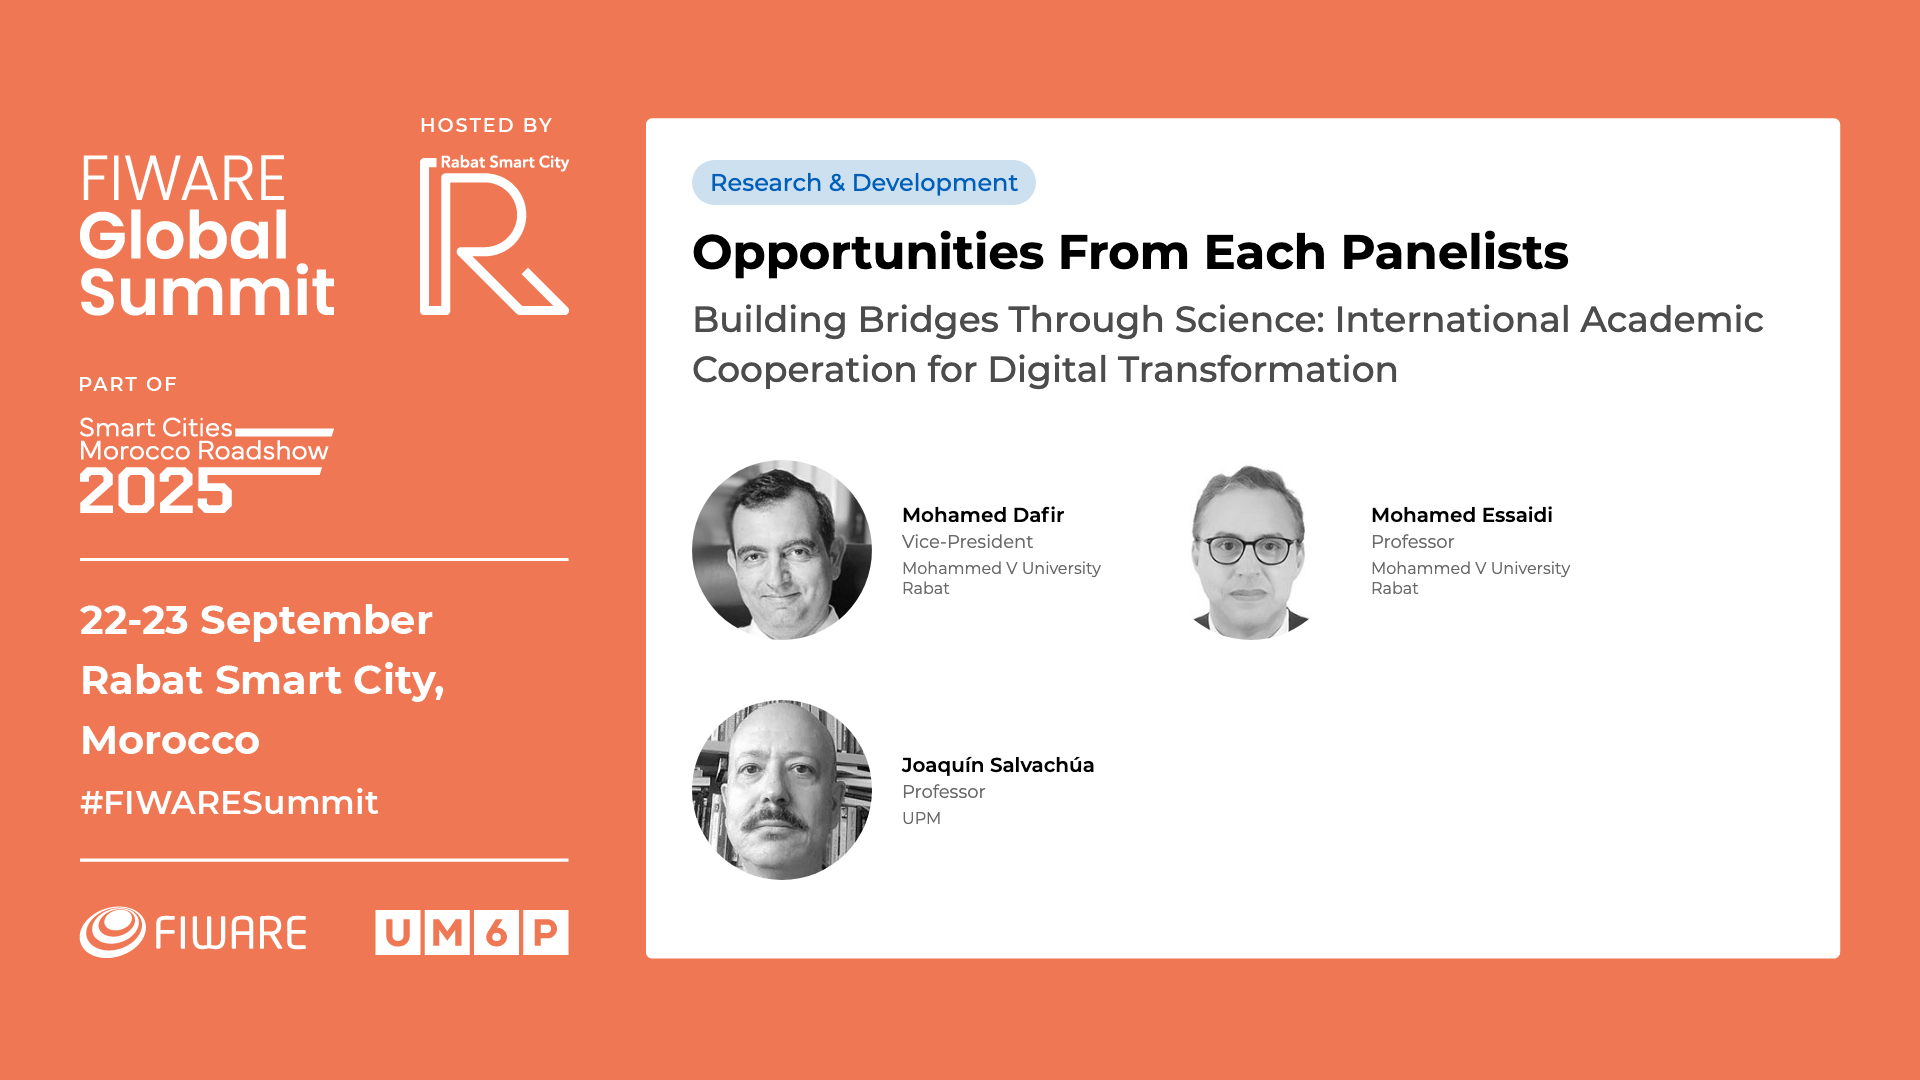 FIWARE
Global
Summit
HOSTED BY
Rabat Smart City
R
PART OF
Smart Cities
Morocco Roadshow
2025
22-23 September
Rabat Smart City,
Morocco
#FIWARESummit
FIWARE
UM6P
Research & Development
Opportunities From Each Panelists
Building Bridges Through Science: International Academic
Cooperation for Digital Transformation
Mohamed Dafir
Vice-President
Mohammed V University
Rabat
Mohamed Essaidi
Professor
Mohammed V University
Rabat
Joaquín Salvachúa
Professor
UPM